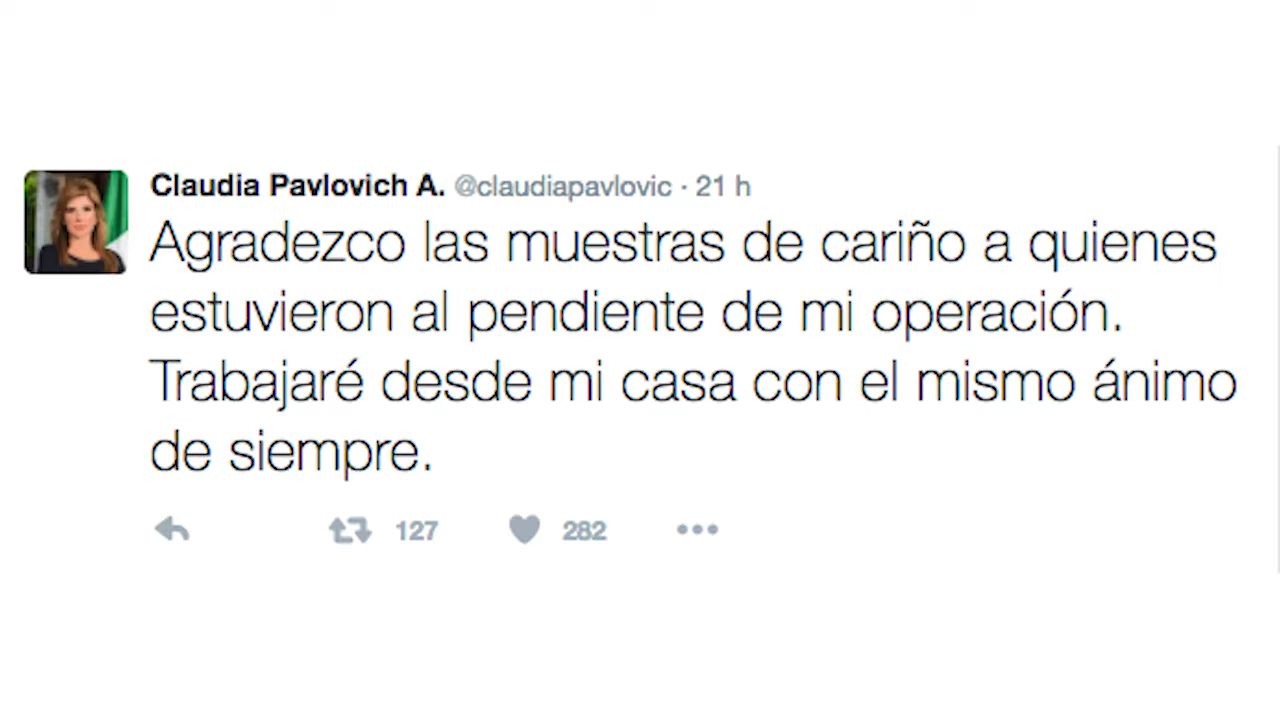 Claudia Pavlovich A. @claudiapavlovic · 21 h
Agradezco las muestras de cariño a quienes
estuvieron al pendiente de mi operación.
Trabajaré desde mi casa con el mismo ánimo
de siempre.
127 282